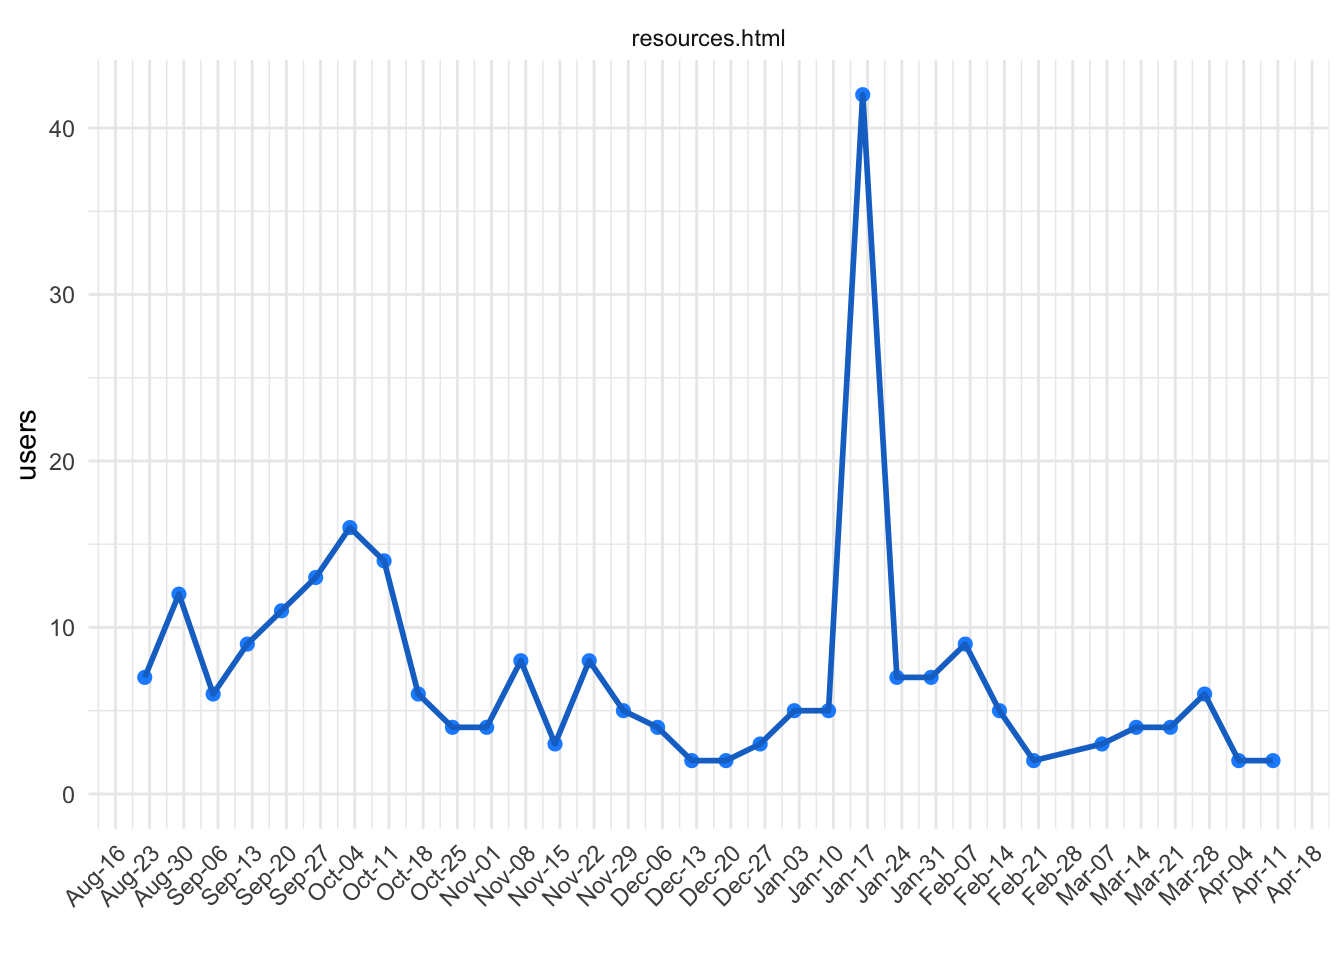 resources.html
users
40
30
20
10
0
Aug-16
Aug-23
Aug-30
Sep-06
Sep-13
Sep-20
Sep-27
Oct-04
Oct-11
Oct-18
Oct-25
Nov-01
Nov-08
Nov-15
Nov-22
Nov-29
Dec-06
Dec-13
Dec-20
Dec-27
Jan-03
Jan-10
Jan-17
Jan-24
Jan-31
Feb-07
Feb-14
Feb-21
Feb-28
Mar-07
Mar-14
Mar-21
Mar-28
Apr-04
Apr-11
Apr-18